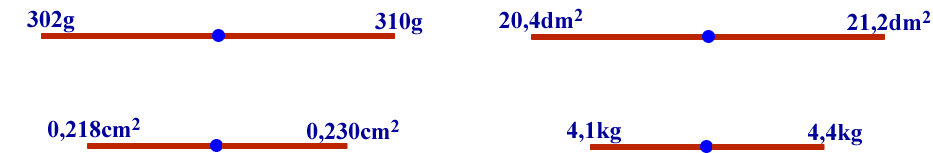 302g 310g
20,4dm² 21,2dm²
0,218cm² 0,230cm²
4,1kg 4,4kg